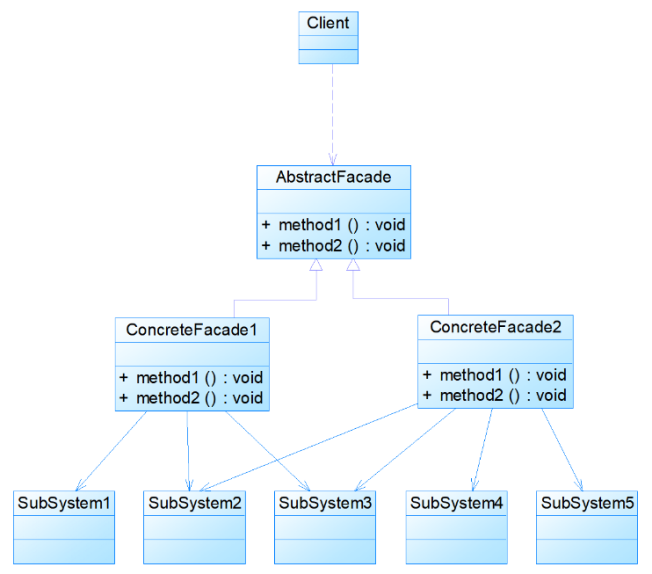 Client
AbstractFacade
+ method1 () : void
+ method2 () : void
ConcreteFacade1
+ method1 () : void
+ method2 () : void
ConcreteFacade2
+ method1 () : void
+ method2 () : void
SubSystem1
SubSystem2
SubSystem3
SubSystem4
SubSystem5